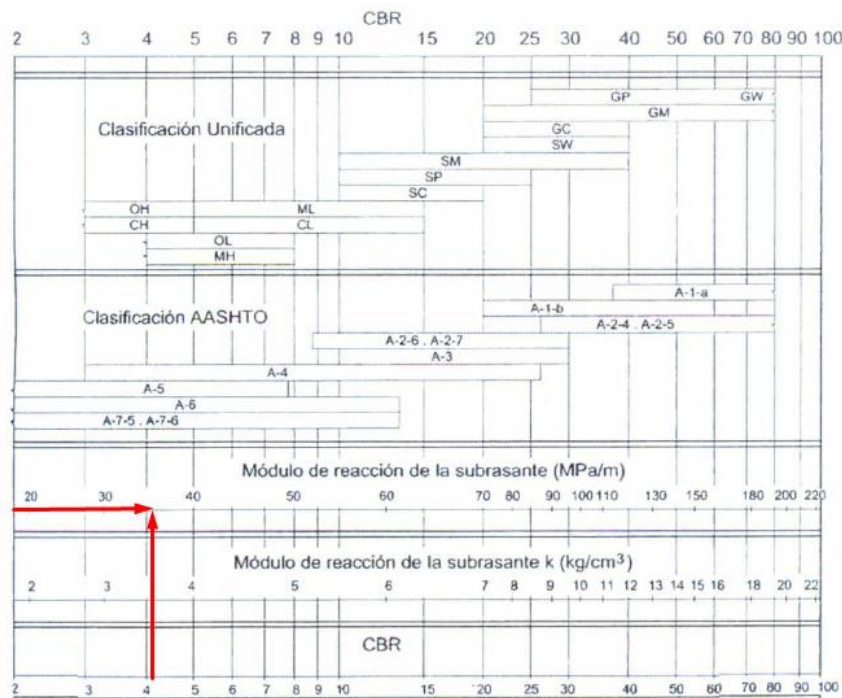 CBR
2 3 4 5 6 7 8 9 10 15 20 25 30 40 50 60 70 80 90 100
GP GW
Clasificación Unificada GM
GC
SW
SM
SP
SC
OH ML
CH CL
OL
MH
A-1-a
Clasificación AASHTO A-1-b
A-2-4 . A-2-5
A-2-6 . A-2-7
A-3
A-4
A-5
A-6
A-7-5 . A-7-6
Módulo de reacción de la subrasante (MPa/m)
20 30 40 50 60 70 80 90 100 110 130 150 180 200 220
Módulo de reacción de la subrasante k (kg/cm³)
2 3 4 5 6 7 8 9 10 11 12 13 14 15 16 18 20 22
CBR
2 3 4 5 6 7 8 9 10 15 20 25 30 40 50 60 70 80 90 100